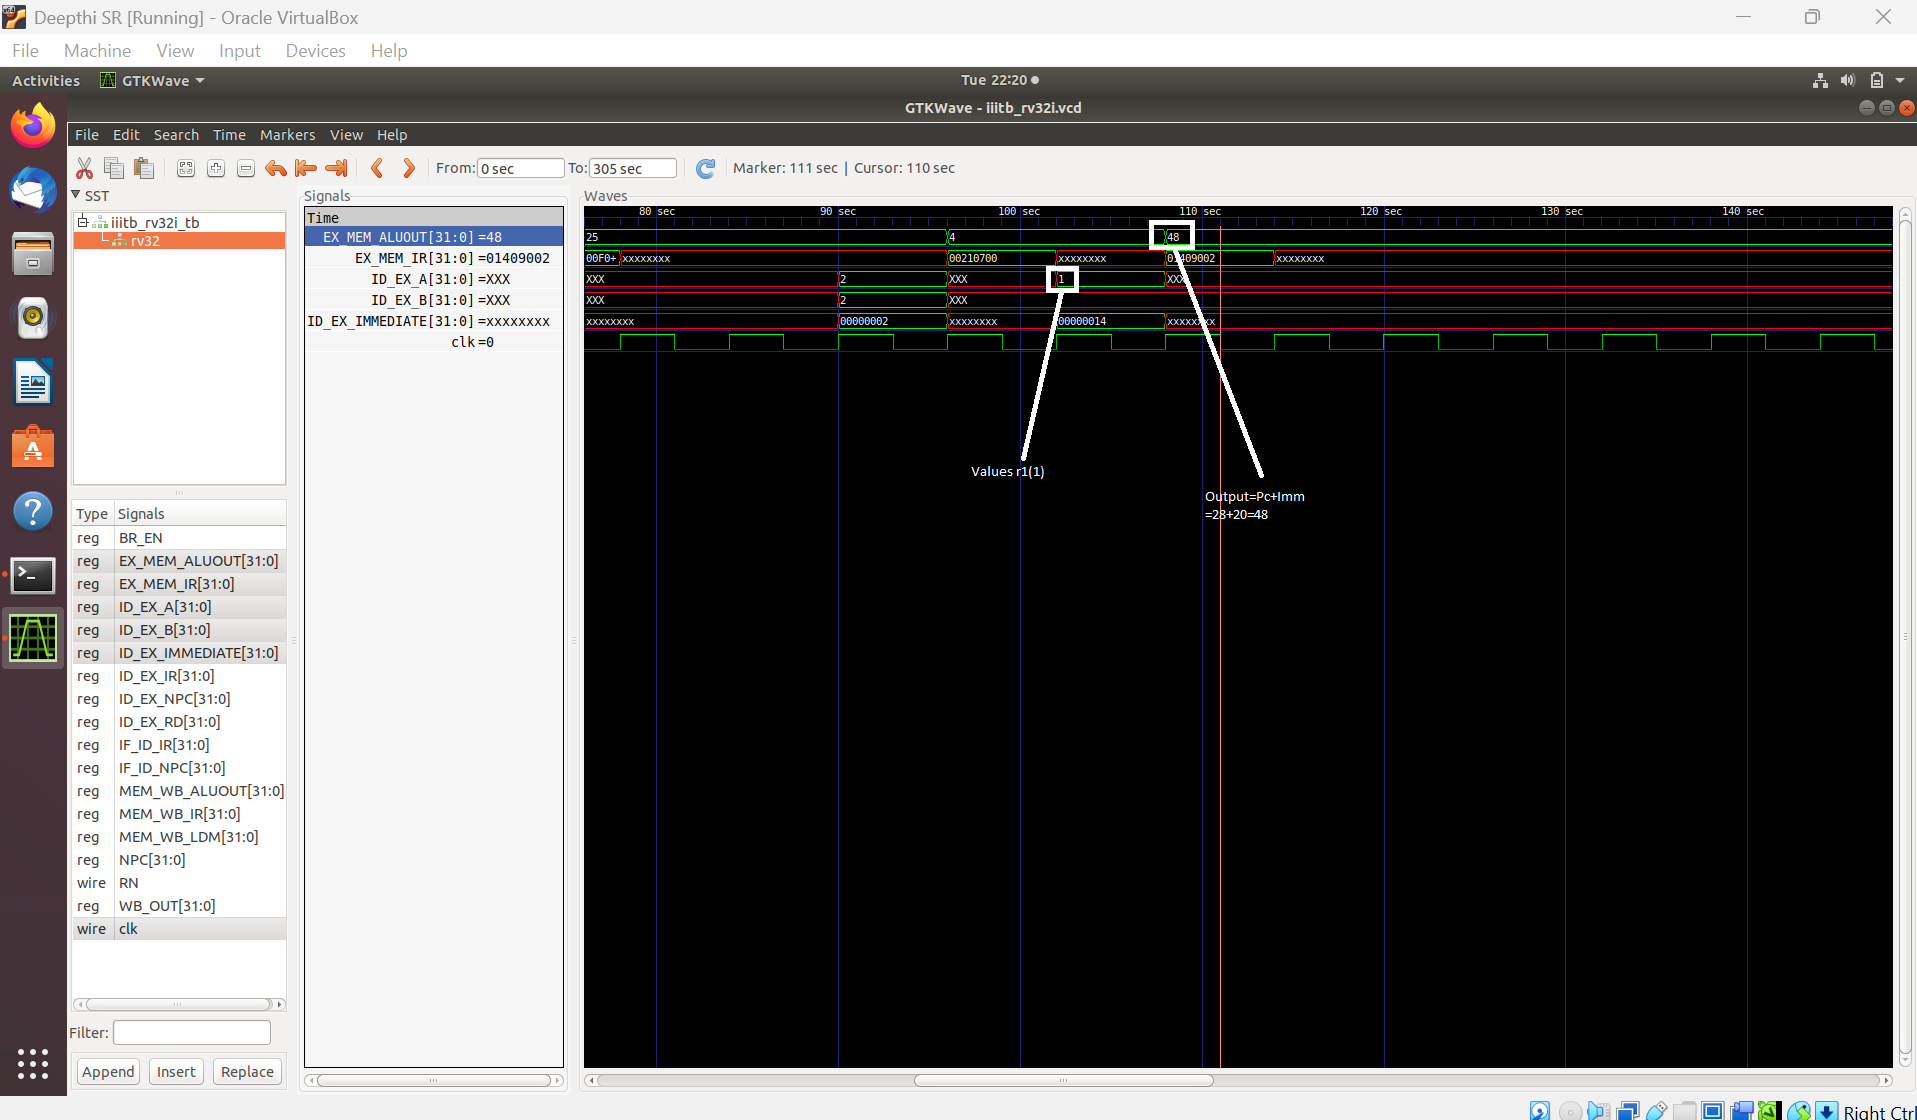 Deepthi SR [Running] - Oracle VirtualBox
File Machine View Input Devices Help
Activities GTKWave Tue 22:20
GTKWave - iiitb_rv32i.vcd
File Edit Search Time Markers View Help
From: 0 sec To: 305 sec Marker: 111 sec | Cursor: 110 sec
SST
iiitb_rv32i_tb
rv32
Type Signals
reg BR_EN
reg EX_MEM_ALUOUT[31:0]
reg EX_MEM_IR[31:0]
reg ID_EX_A[31:0]
reg ID_EX_B[31:0]
reg ID_EX_IMMEDIATE[31:0]
reg ID_EX_IR[31:0]
reg ID_EX_NPC[31:0]
reg ID_EX_RD[31:0]
reg IF_ID_IR[31:0]
reg IF_ID_NPC[31:0]
reg MEM_WB_ALUOUT[31:0]
reg MEM_WB_IR[31:0]
reg MEM_WB_LDM[31:0]
reg NPC[31:0]
wire RN
reg WB_OUT[31:0]
wire clk
Filter:
Append Insert Replace
Signals
Time
EX_MEM_ALUOUT[31:0] =48
EX_MEM_IR[31:0] =01409002
ID_EX_A[31:0] =XXX
ID_EX_B[31:0] =XXX
ID_EX_IMMEDIATE[31:0] =xxxxxxxx
clk =0
Waves
80 sec 90 sec 100 sec 110 sec 120 sec 130 sec 140 sec
25 4 48
00F0+ xxxxxxxx 00210700 xxxxxxxx 01409002 xxxxxxxx
XXX 2 XXX 1 XXX
XXX 2 XXX
xxxxxxxx 00000002 xxxxxxxx 00000014 xxxxxxxx
Values r1(1)
Output=Pc+Imm
=28+20=48
Right Ctrl